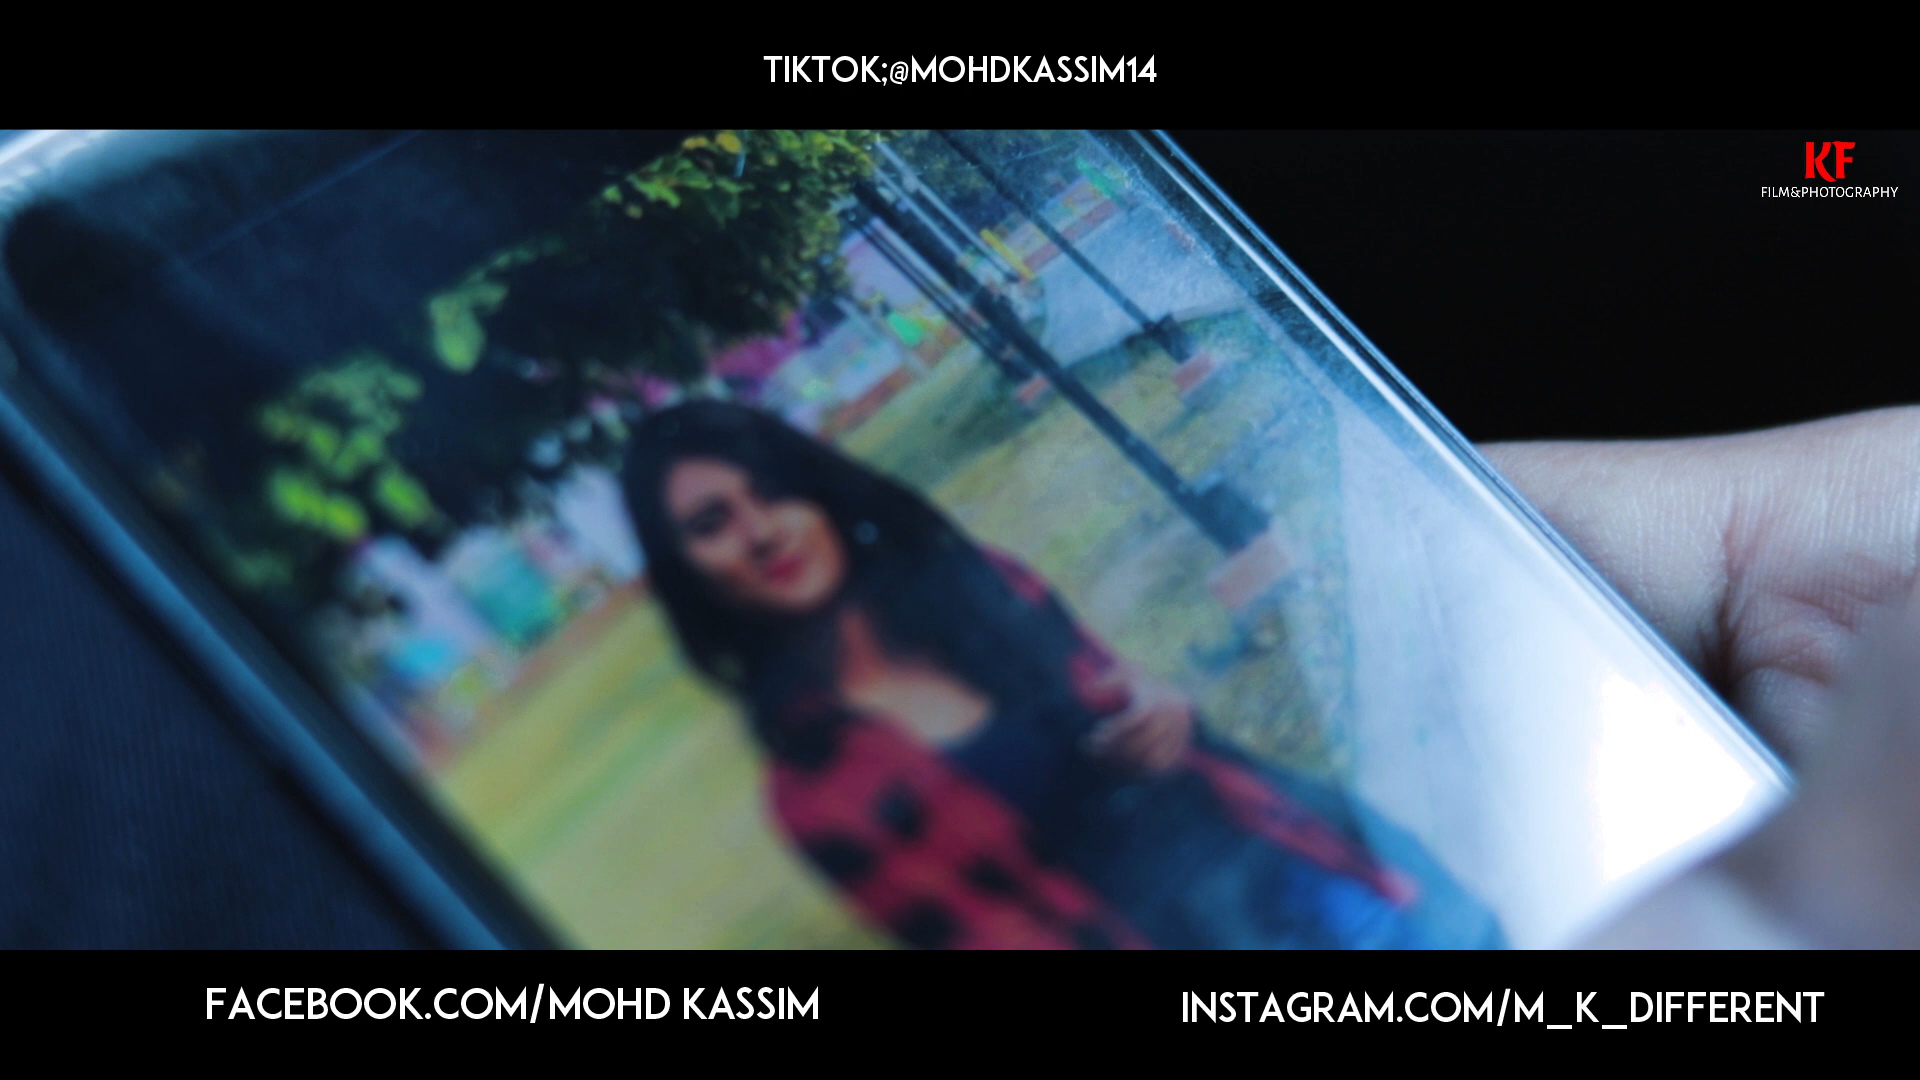 TIKTOK;@MOHDKASSIM14
KF
FILM&PHOTOGRAPHY
FACEBOOK.COM/MOHD KASSIM
INSTAGRAM.COM/M_K_DIFFERENT